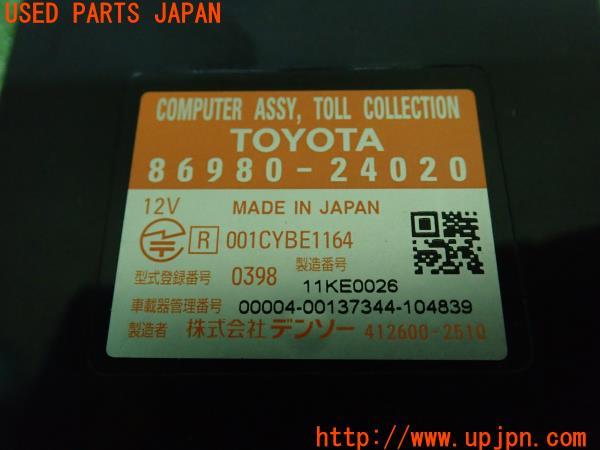 USED PARTS JAPAN
COMPUTER ASSY, TOLL COLLECTION
TOYOTA
86980-24020
12V MADE IN JAPAN
R 001CYBE1164
型式登録番号 0398 製造番号 11KE0026
車載器管理番号 00004-00137344-104839
製造者 株式会社デンソー 412600-2510
http://www.upjpn.com/